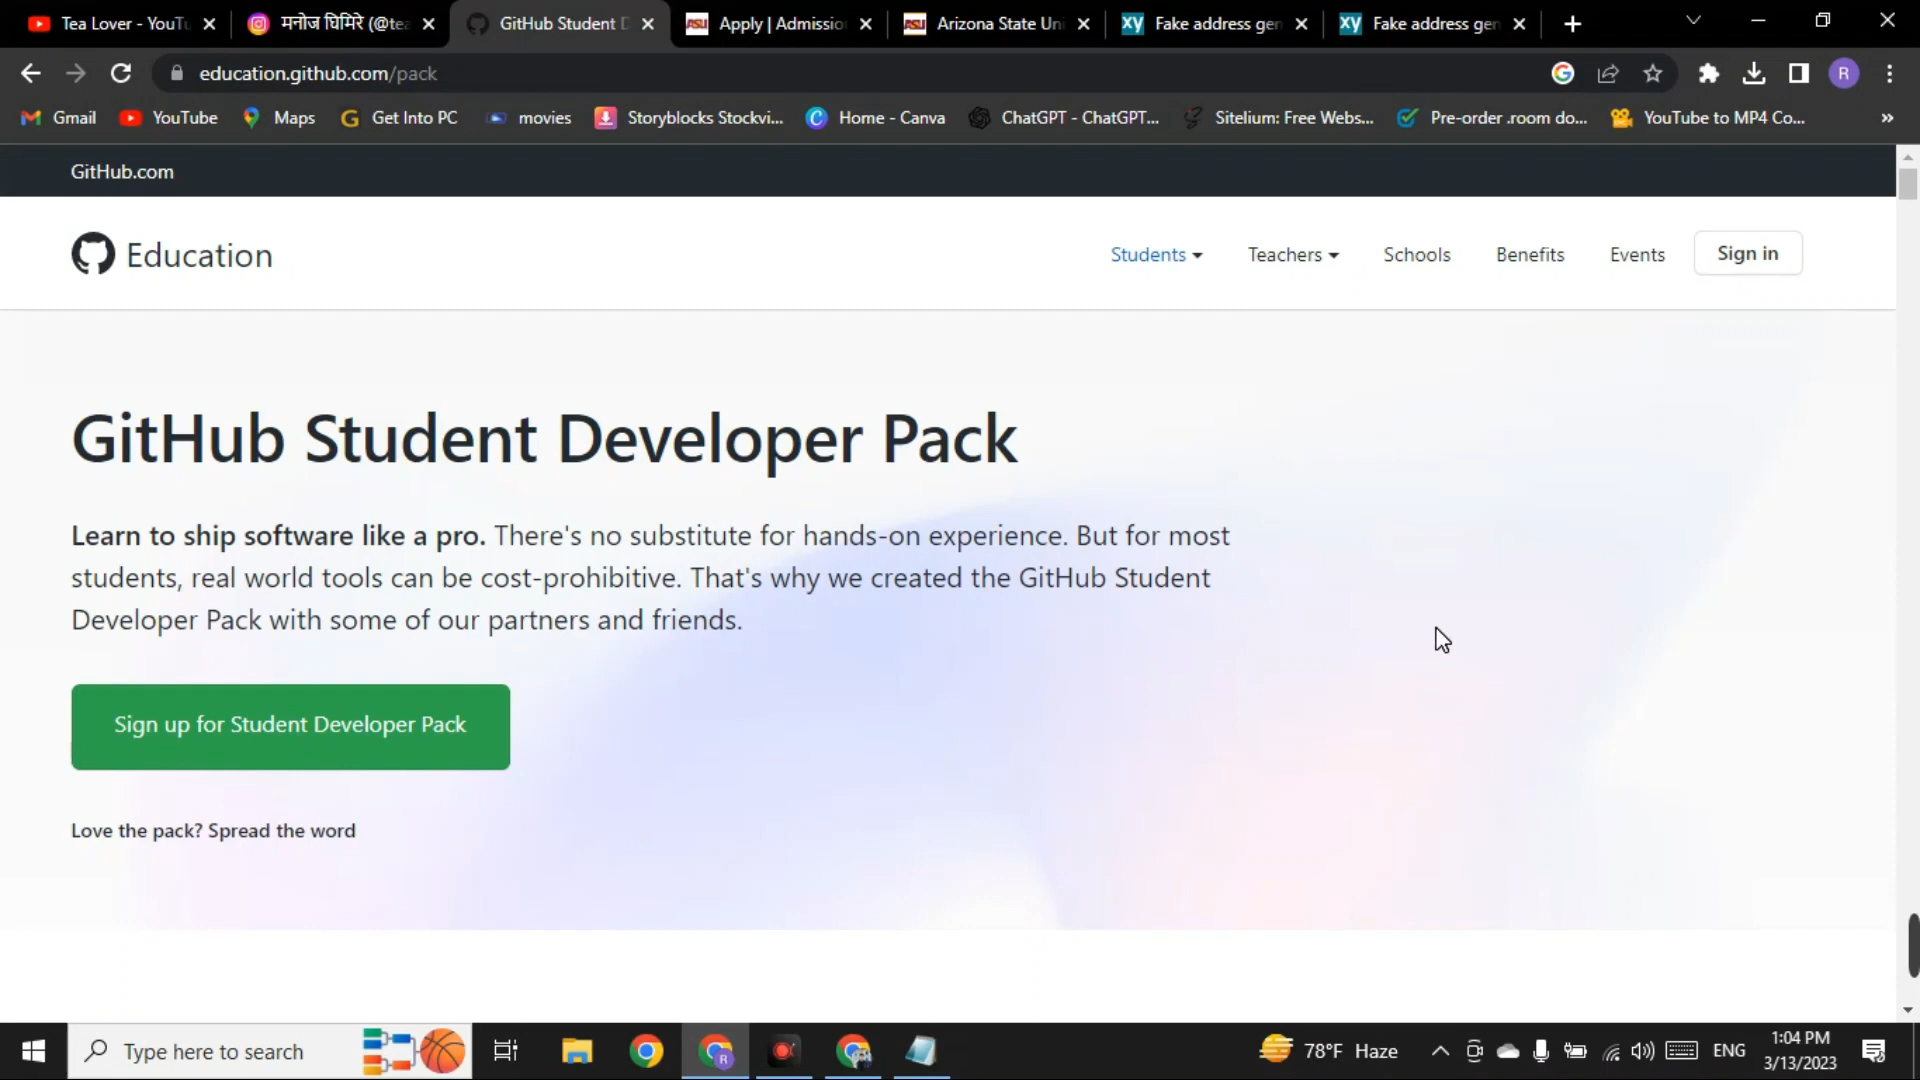 Tea Lover - YouTu
मनोज घिमिरे (@tea
GitHub Student D
ASU Apply | Admissio
ASU Arizona State Uni
XY Fake address gen
XY Fake address gen
education.github.com/pack
R
Gmail
YouTube
Maps
Get Into PC
movies
Storyblocks Stockvi...
Home - Canva
ChatGPT - ChatGPT...
Sitelium: Free Webs...
Pre-order .room do...
YouTube to MP4 Co...
»
GitHub.com
Education
Students
Teachers
Schools
Benefits
Events
Sign in
GitHub Student Developer Pack
Learn to ship software like a pro. There's no substitute for hands-on experience. But for most
students, real world tools can be cost-prohibitive. That's why we created the GitHub Student
Developer Pack with some of our partners and friends.
Sign up for Student Developer Pack
Love the pack? Spread the word
Type here to search
78°F Haze
ENG
1:04 PM
3/13/2023